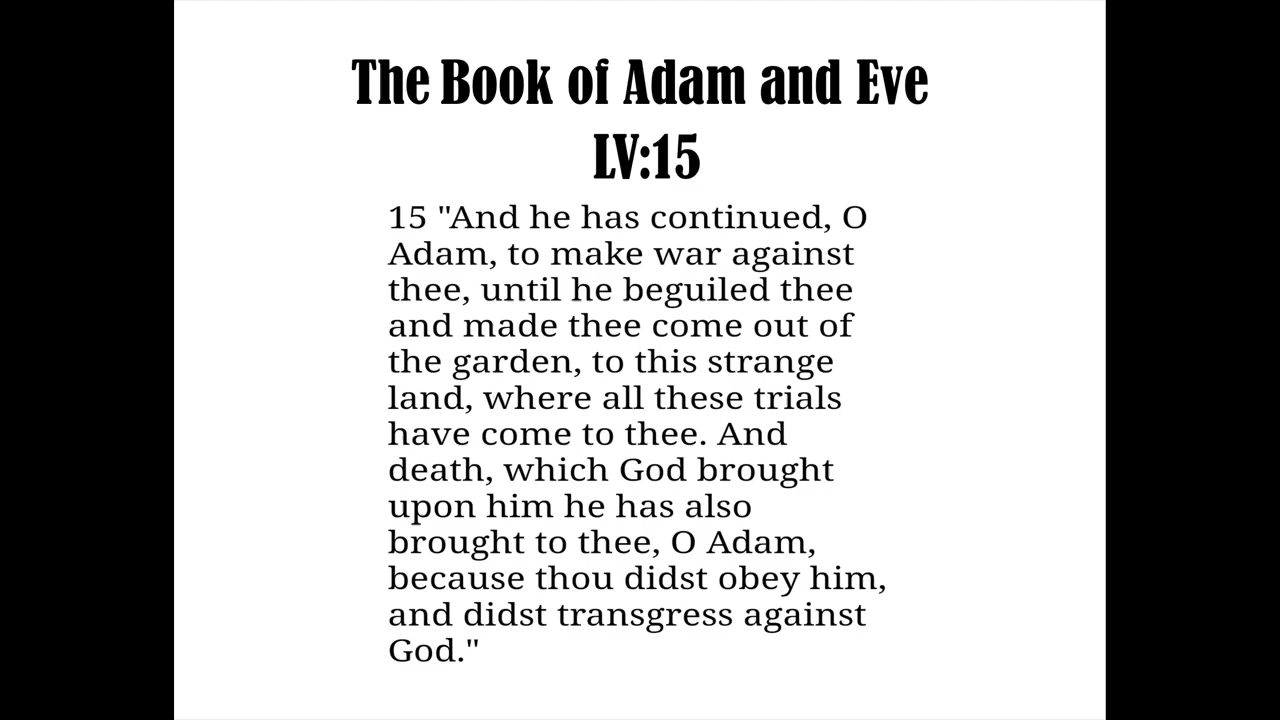 The Book of Adam and Eve
LV:15
15 "And he has continued, O
Adam, to make war against
thee, until he beguiled thee
and made thee come out of
the garden, to this strange
land, where all these trials
have come to thee. And
death, which God brought
upon him he has also
brought to thee, O Adam,
because thou didst obey him,
and didst transgress against
God."